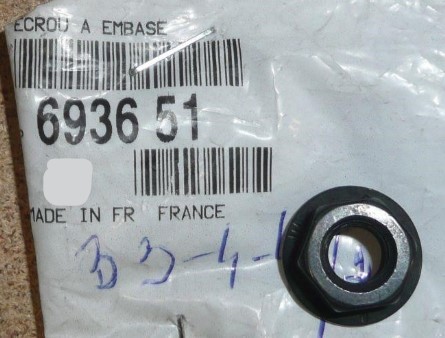 ECROU A EMBASE
6936 51
MADE IN FR FRANCE